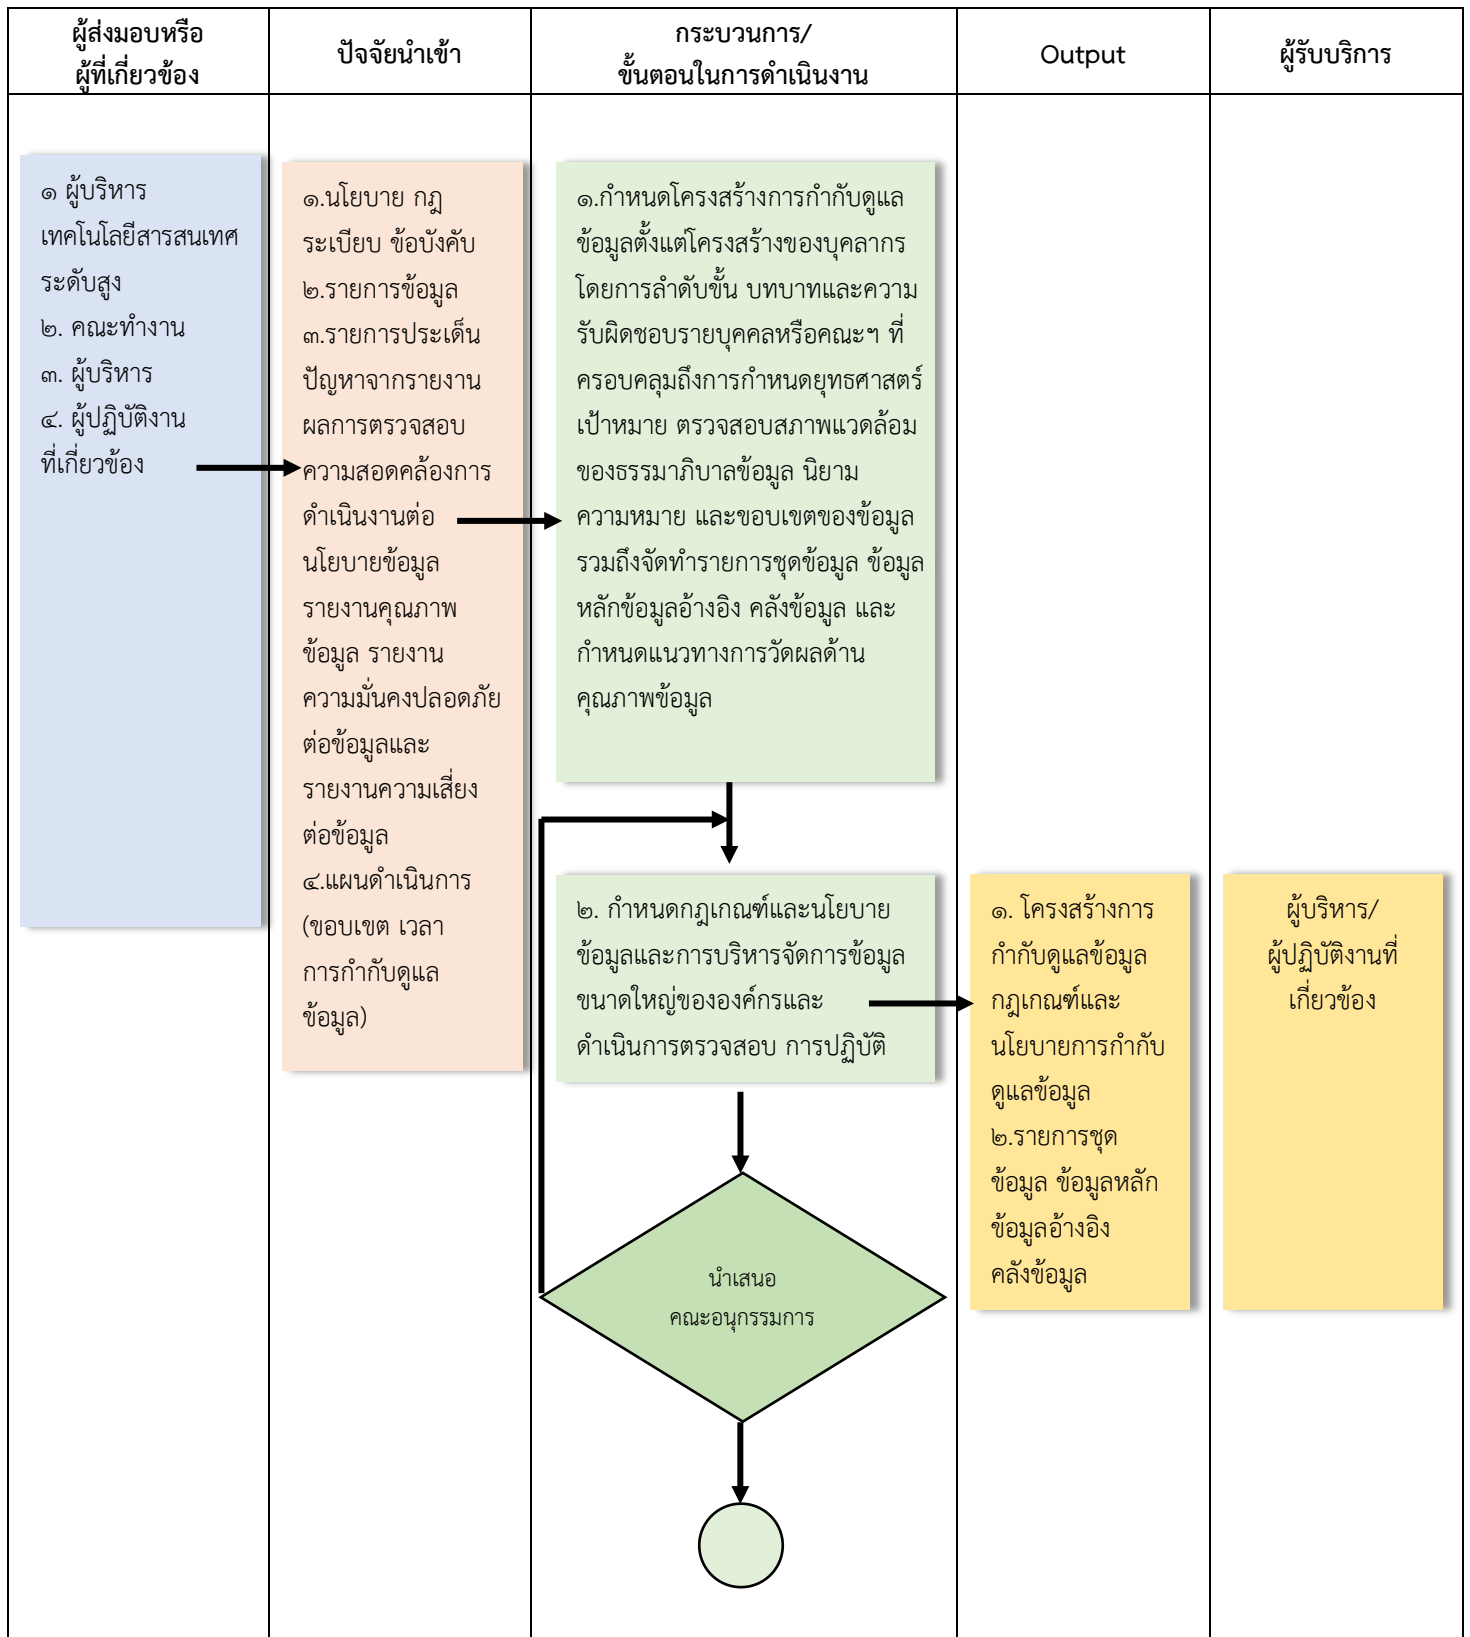 ผู้ส่งมอบหรือ
ผู้ที่เกี่ยวข้อง
ปัจจัยนำเข้า
กระบวนการ/
ขั้นตอนในการดำเนินงาน
Output
ผู้รับบริการ
๑ ผู้บริหาร
เทคโนโลยีสารสนเทศ
ระดับสูง
๒. คณะทำงาน
๓. ผู้บริหาร
๔. ผู้ปฏิบัติงาน
ที่เกี่ยวข้อง
๑.นโยบาย กฎ
ระเบียบ ข้อบังคับ
๒.รายการข้อมูล
๓.รายการประเด็น
ปัญหาจากรายงาน
ผลการตรวจสอบ
ความสอดคล้องการ
ดำเนินงานต่อ
นโยบายข้อมูล
รายงานคุณภาพ
ข้อมูล รายงาน
ความมั่นคงปลอดภัย
ต่อข้อมูลและ
รายงานความเสี่ยง
ต่อข้อมูล
๔.แผนดำเนินการ
(ขอบเขต เวลา
การกำกับดูแล
ข้อมูล)
๑.กำหนดโครงสร้างการกำกับดูแล
ข้อมูลตั้งแต่โครงสร้างของบุคลากร
โดยการลำดับขั้น บทบาทและความ
รับผิดชอบรายบุคคลหรือคณะฯ ที่
ครอบคลุมถึงการกำหนดยุทธศาสตร์
เป้าหมาย ตรวจสอบสภาพแวดล้อม
ของธรรมาภิบาลข้อมูล นิยาม
ความหมาย และขอบเขตของข้อมูล
รวมถึงจัดทำรายการชุดข้อมูล ข้อมูล
หลักข้อมูลอ้างอิง คลังข้อมูล และ
กำหนดแนวทางการวัดผลด้าน
คุณภาพข้อมูล
๒. กำหนดกฎเกณฑ์และนโยบาย
ข้อมูลและการบริหารจัดการข้อมูล
ขนาดใหญ่ขององค์กรและ
ดำเนินการตรวจสอบ การปฏิบัติ
นำเสนอ
คณะอนุกรรมการ
๑. โครงสร้างการ
กำกับดูแลข้อมูล
กฎเกณฑ์และ
นโยบายการกำกับ
ดูแลข้อมูล
๒.รายการชุด
ข้อมูล ข้อมูลหลัก
ข้อมูลอ้างอิง
คลังข้อมูล
ผู้บริหาร/
ผู้ปฏิบัติงานที่
เกี่ยวข้อง